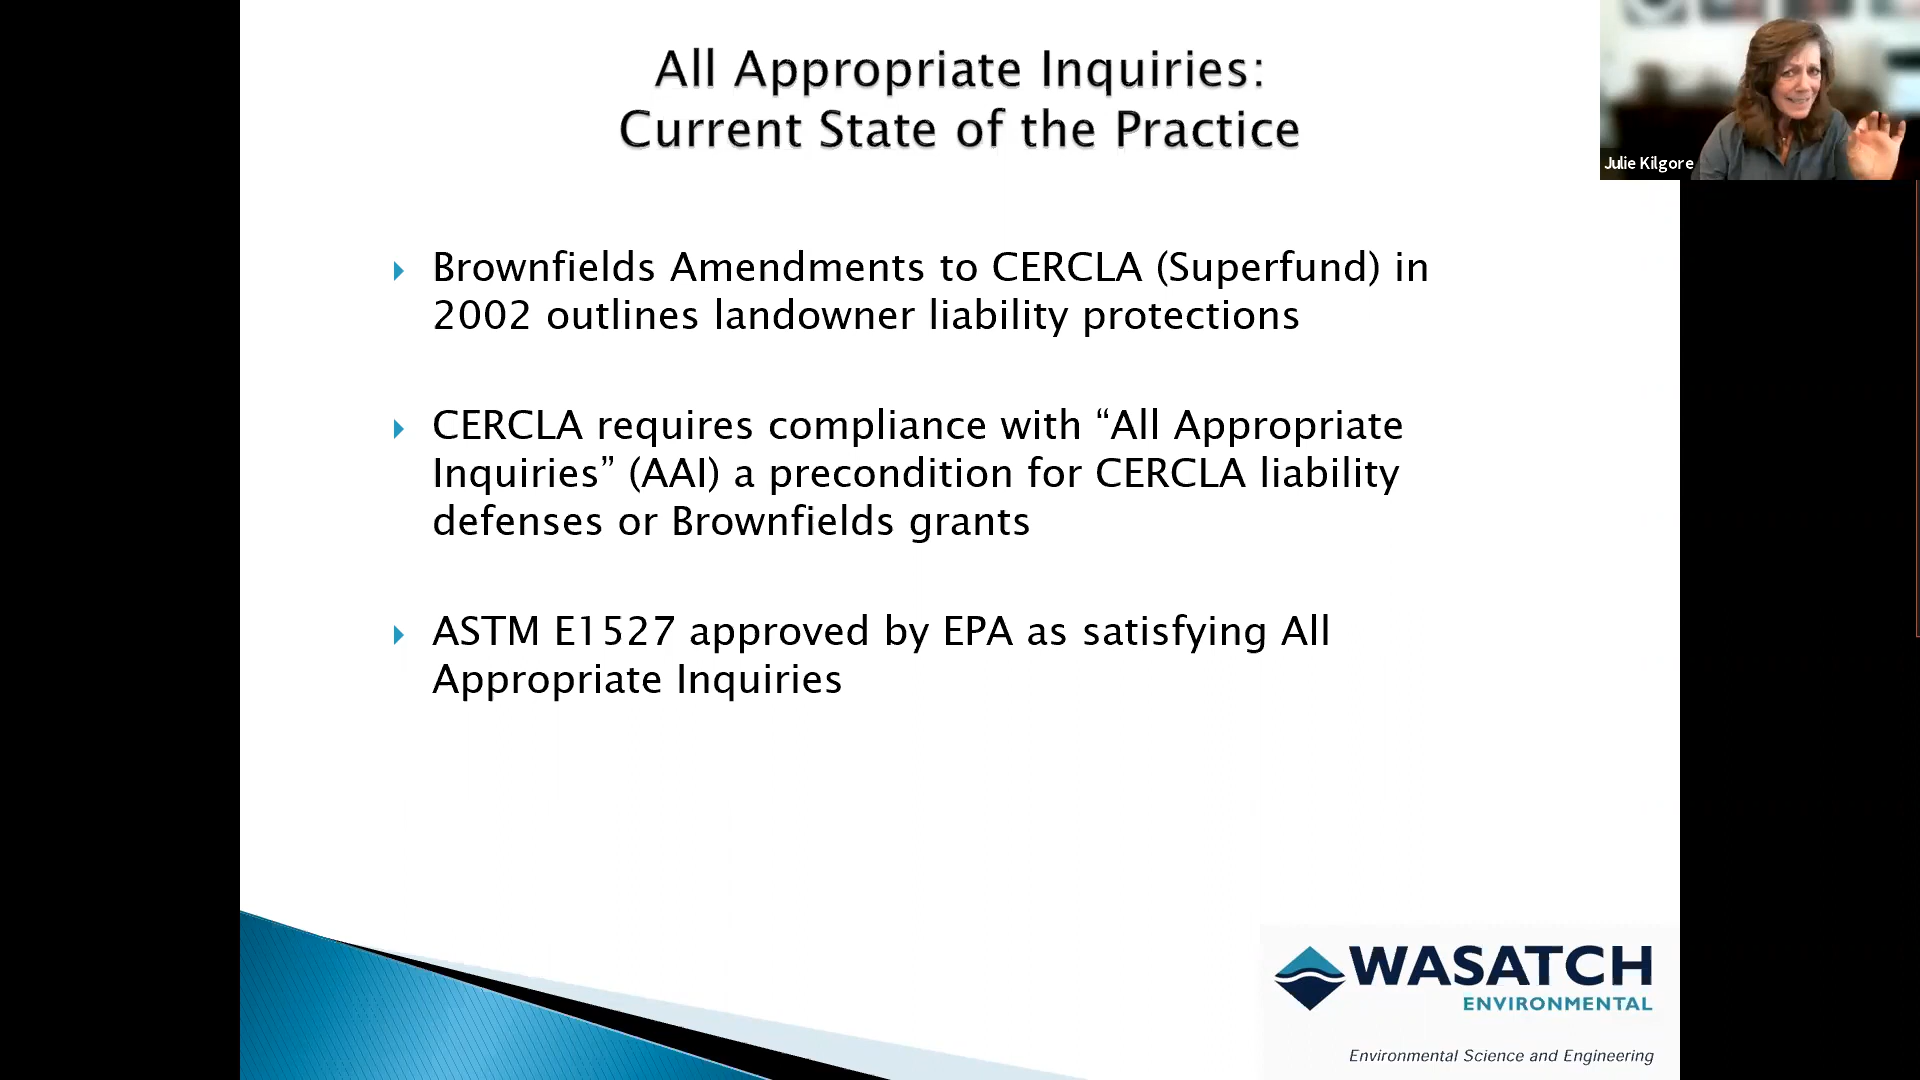 All Appropriate Inquiries:
Current State of the Practice
Julie Kilgore
Brownfields Amendments to CERCLA (Superfund) in
2002 outlines landowner liability protections
CERCLA requires compliance with “All Appropriate
Inquiries” (AAI) a precondition for CERCLA liability
defenses or Brownfields grants
ASTM E1527 approved by EPA as satisfying All
Appropriate Inquiries
WASATCH
ENVIRONMENTAL
Environmental Science and Engineering